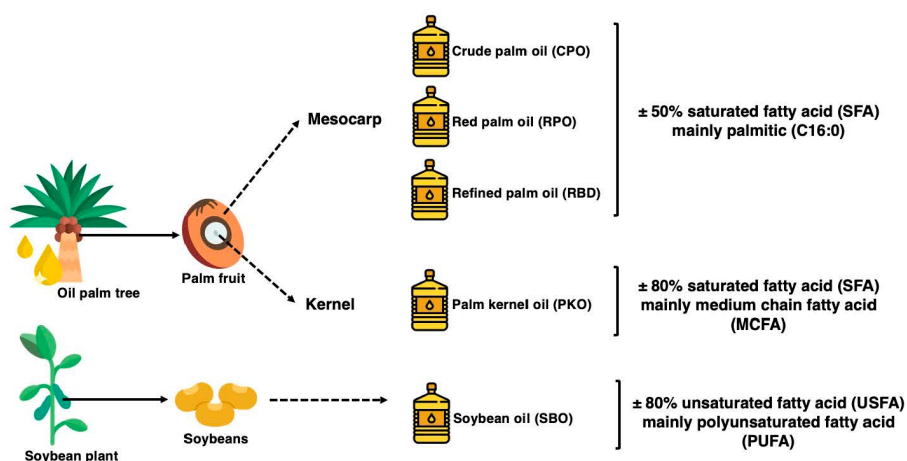 Crude palm oil (CPO)
Mesocarp
Red palm oil (RPO)
± 50% saturated fatty acid (SFA)
mainly palmitic (C16:0)
Refined palm oil (RBD)
Oil palm tree
Palm fruit
Kernel
Palm kernel oil (PKO)
± 80% saturated fatty acid (SFA)
mainly medium chain fatty acid
(MCFA)
Soybean plant
Soybeans
Soybean oil (SBO)
± 80% unsaturated fatty acid (USFA)
mainly polyunsaturated fatty acid
(PUFA)